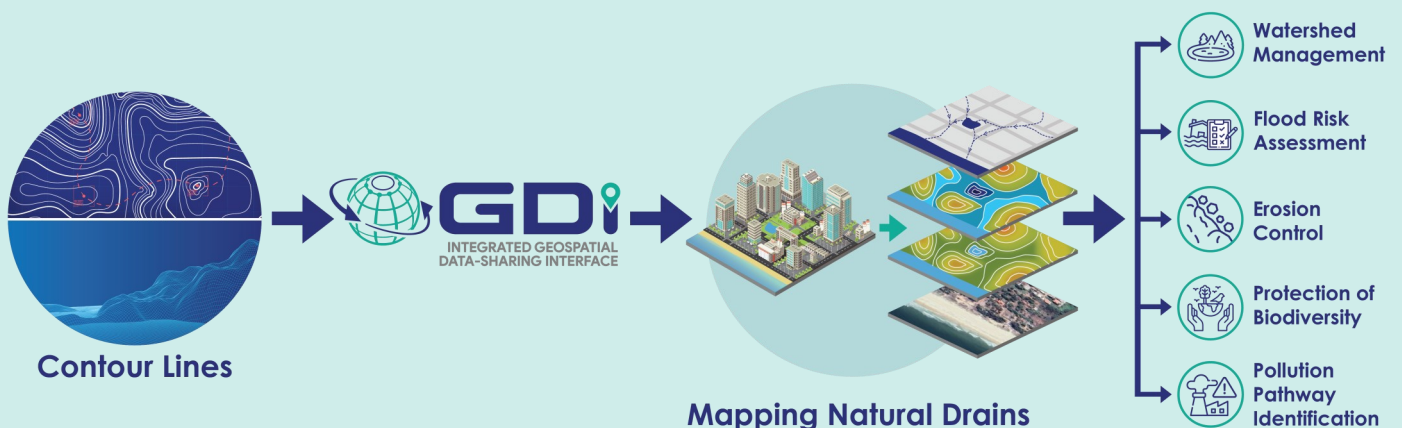 Contour Lines
GDi
INTEGRATED GEOSPATIAL
DATA-SHARING INTERFACE
Mapping Natural Drains
Watershed
Management
Flood Risk
Assessment
Erosion
Control
Protection of
Biodiversity
Pollution
Pathway
Identification